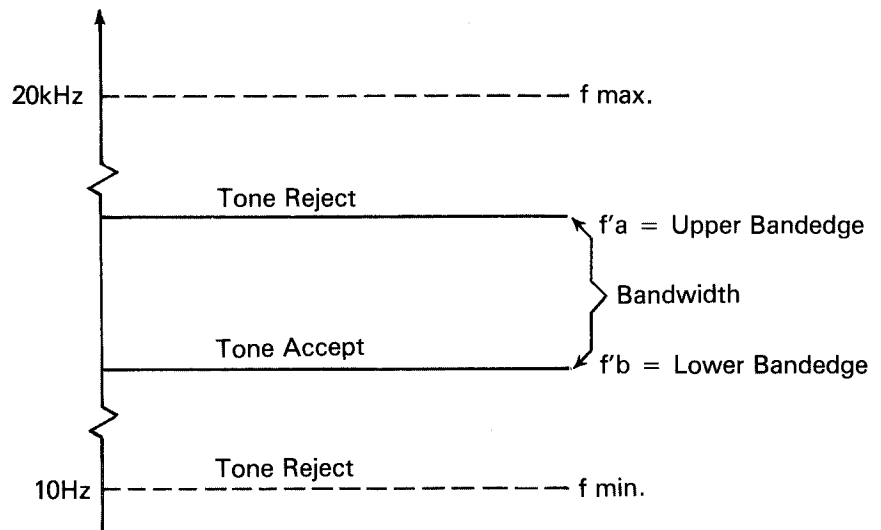 20kHz
f max.
Tone Reject
f'a = Upper Bandedge
Bandwidth
Tone Accept
f'b = Lower Bandedge
Tone Reject
10Hz
f min.